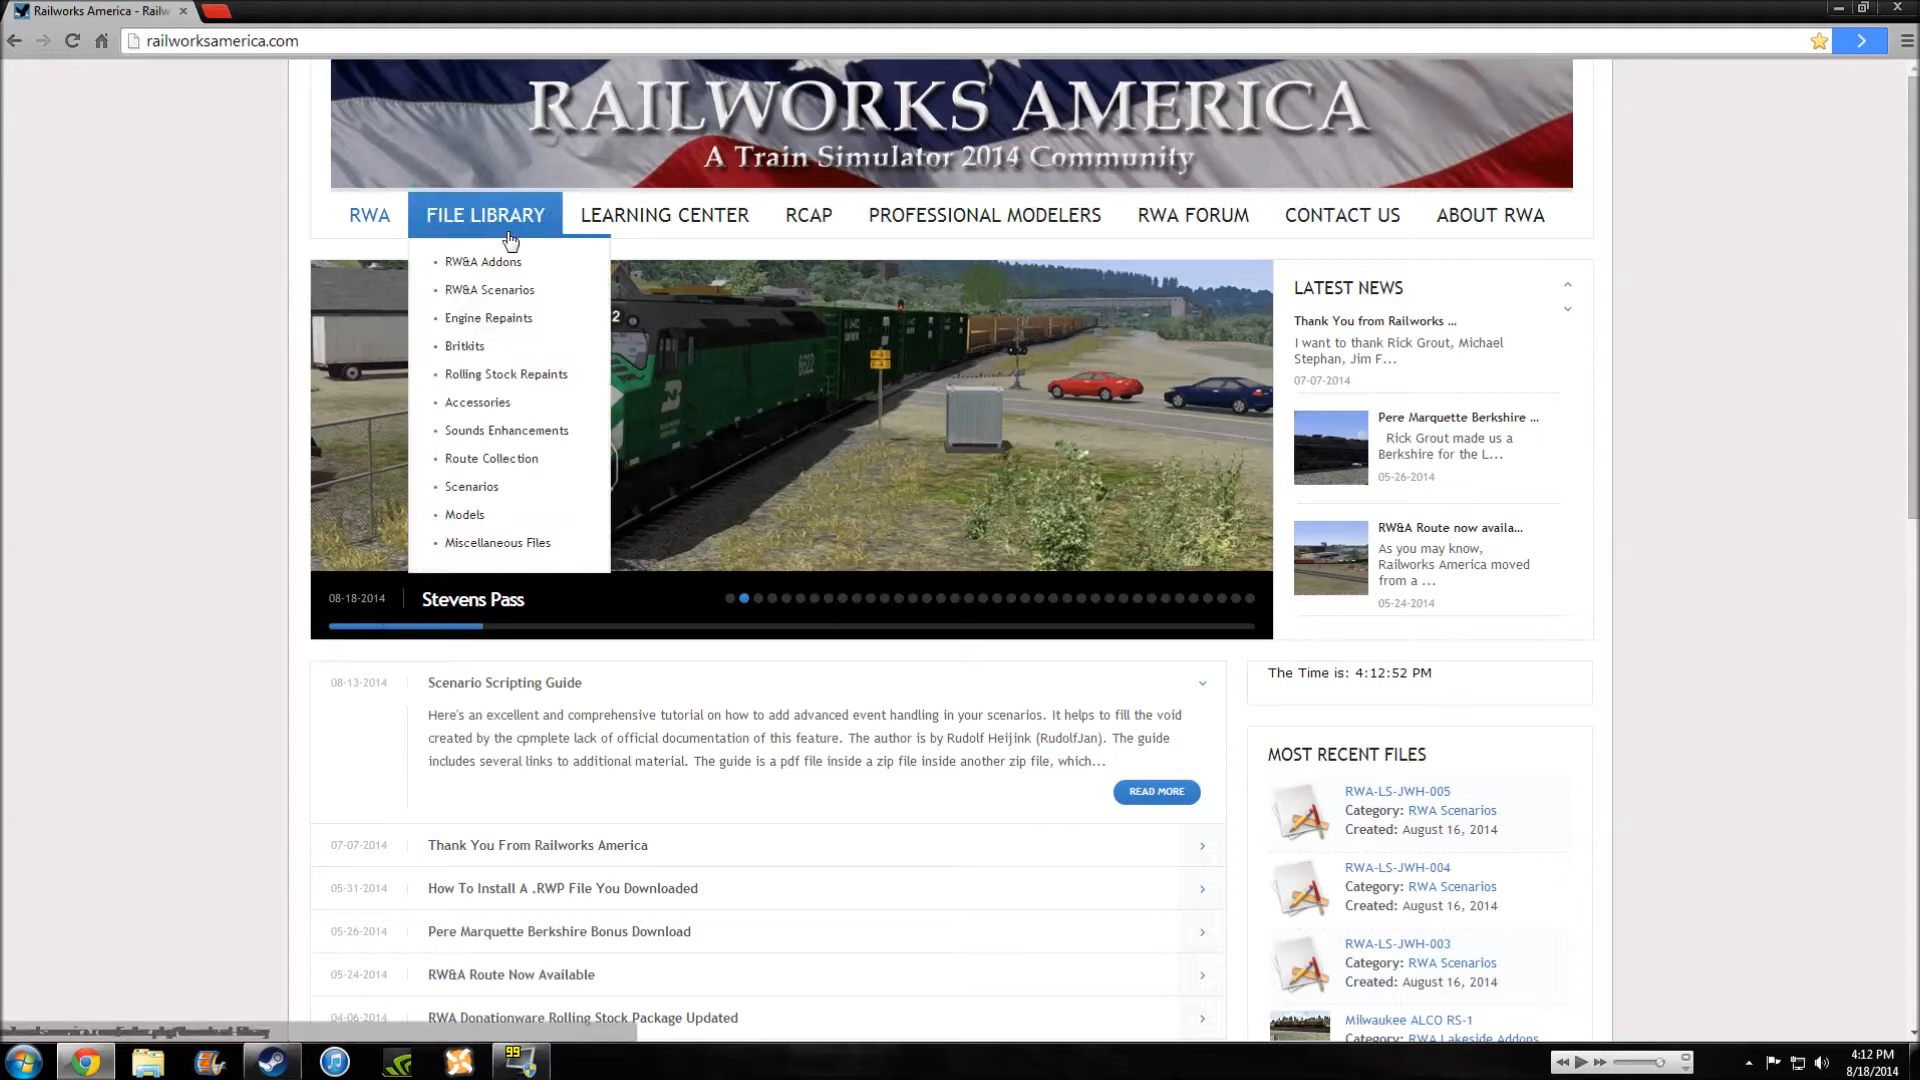 Railworks America - Railw
railworksamerica.com
RAILWORKS AMERICA
A Train Simulator 2014 Community
RWA
FILE LIBRARY
LEARNING CENTER
RCAP
PROFESSIONAL MODELERS
RWA FORUM
CONTACT US
ABOUT RWA
RW&A Addons
RW&A Scenarios
Engine Repaints
Britkits
Rolling Stock Repaints
Accessories
Sounds Enhancements
Route Collection
Scenarios
Models
Miscellaneous Files
2
6622
08-18-2014
Stevens Pass
LATEST NEWS
Thank You from Railworks ...
I want to thank Rick Grout, Michael
Stephan, Jim F...
07-07-2014
Pere Marquette Berkshire ...
Rick Grout made us a
Berkshire for the L...
05-26-2014
RW&A Route now availa...
As you may know,
Railworks America moved
from a ...
05-24-2014
08-13-2014
Scenario Scripting Guide
Here's an excellent and comprehensive tutorial on how to add advanced event handling in your scenarios. It helps to fill the void
created by the cpmplete lack of official documentation of this feature. The author is by Rudolf Heijink (RudolfJan). The guide
includes several links to additional material. The guide is a pdf file inside a zip file inside another zip file, which...
READ MORE
07-07-2014
Thank You From Railworks America
05-31-2014
How To Install A .RWP File You Downloaded
05-26-2014
Pere Marquette Berkshire Bonus Download
05-24-2014
RW&A Route Now Available
04-06-2014
RWA Donationware Rolling Stock Package Updated
The Time is: 4:12:52 PM
MOST RECENT FILES
RWA-LS-JWH-005
Category: RWA Scenarios
Created: August 16, 2014
RWA-LS-JWH-004
Category: RWA Scenarios
Created: August 16, 2014
RWA-LS-JWH-003
Category: RWA Scenarios
Created: August 16, 2014
Milwaukee ALCO RS-1
Category: RWA Lakeside Addons
99
4:12 PM
8/18/2014